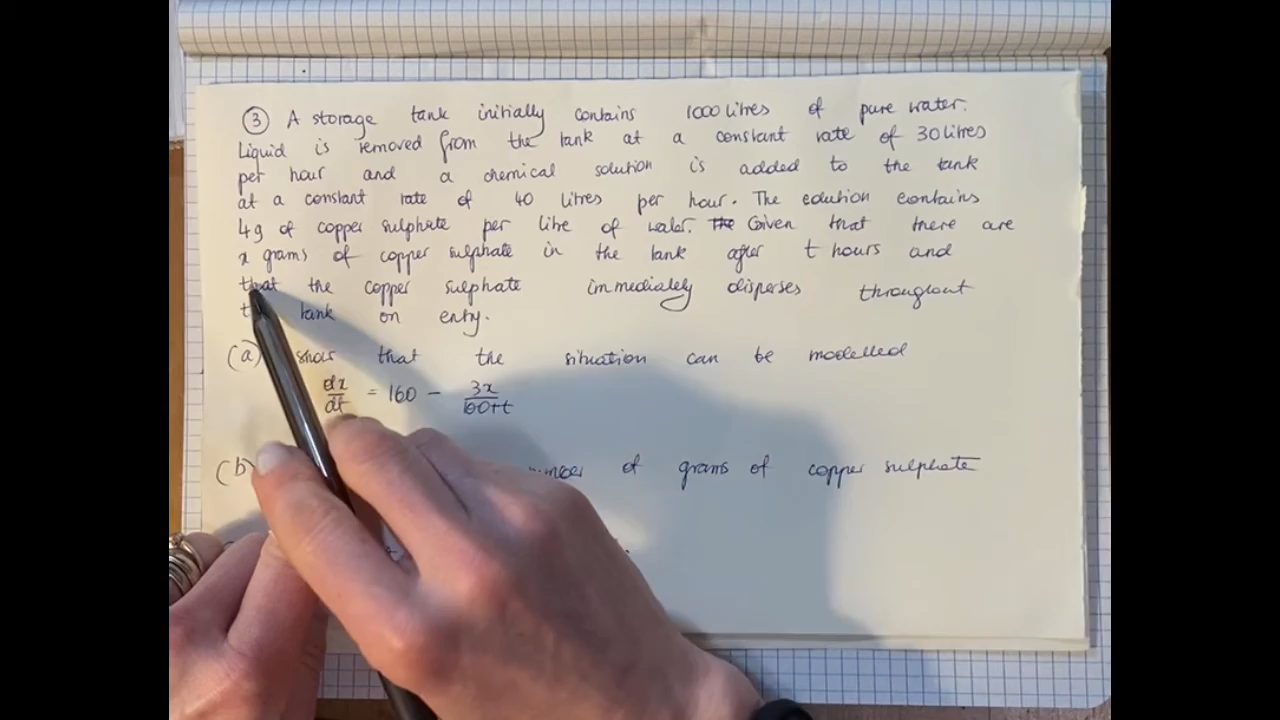 ③ A storage tank initially contains 1000 litres of pure water.
Liquid is removed from the tank at a constant rate of 30 litres
per hour and a chemical solution is added to the tank
at a constant rate of 40 litres per hour. The solution contains
4g of copper sulphate per litre of water. Given that there are
x grams of copper sulphate in the tank after t hours and
that the copper sulphate immediately disperses throughout
tank on entry.
(a) show that the situation can be modelled
dx/dt = 160 - 3x/100+t
(b) of grams of copper sulphate